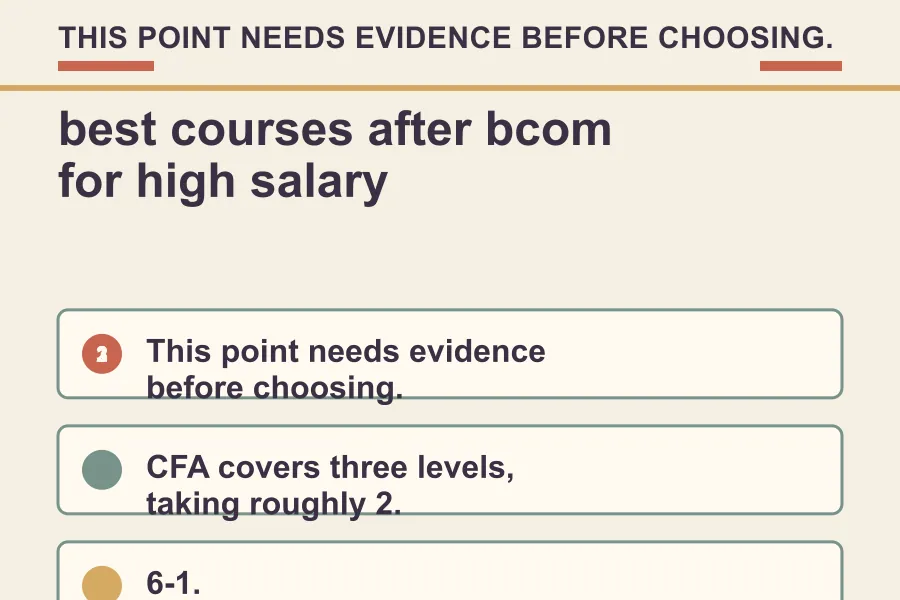 THIS POINT NEEDS EVIDENCE BEFORE CHOOSING.
best courses after bcom
for high salary
This point needs evidence
before choosing.
CFA covers three levels,
taking roughly 2.
6-1.